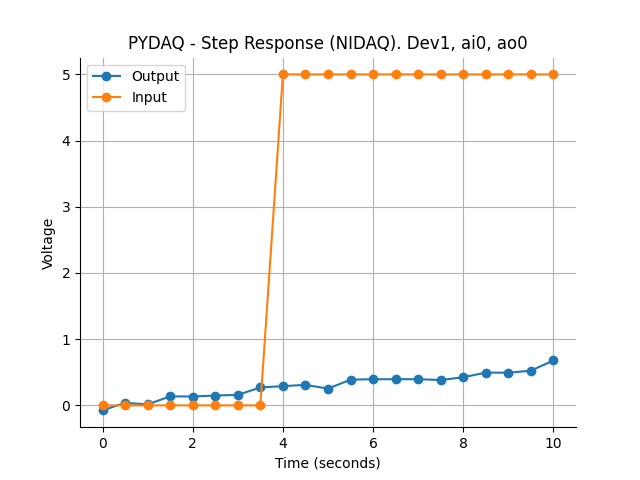 PYDAQ - Step Response (NIDAQ). Dev1, ai0, ao0
Output
Input
5
4
3
2
1
0
Voltage
0 2 4 6 8 10
Time (seconds)